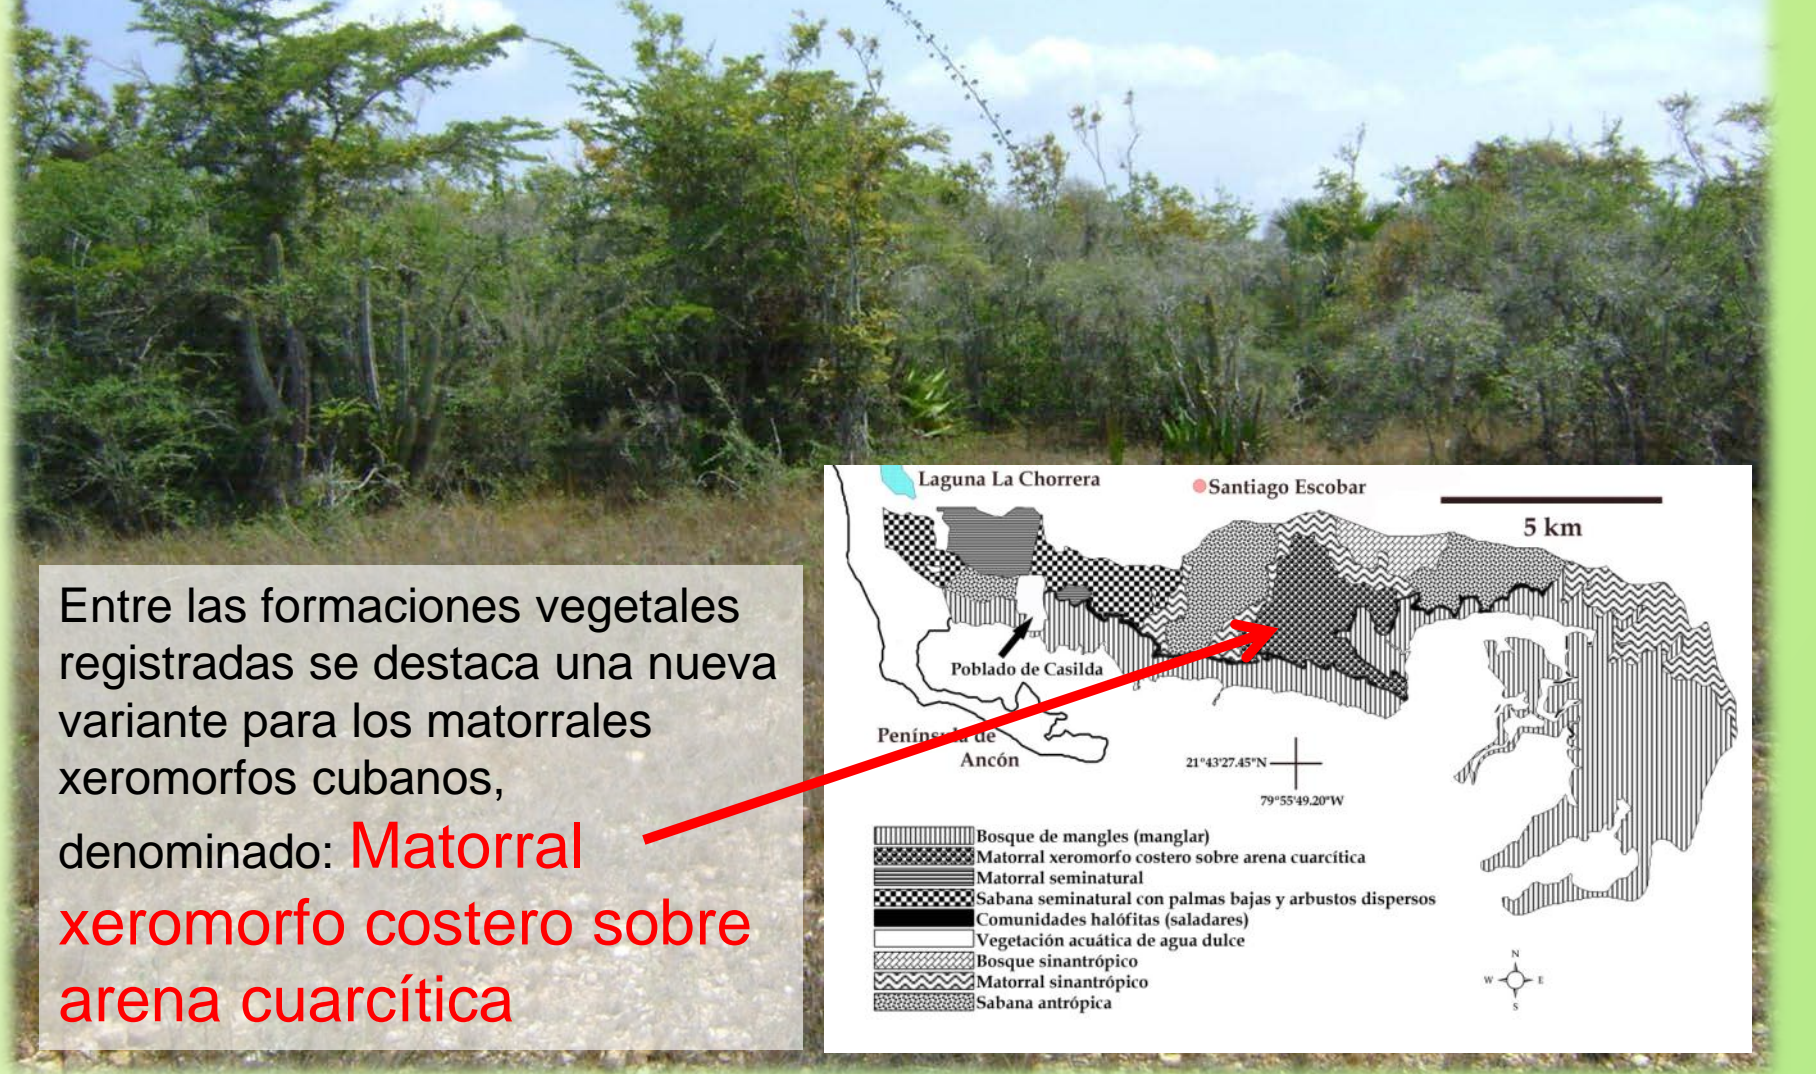 Entre las formaciones vegetales
registradas se destaca una nueva
variante para los matorrales
xeromorfos cubanos,
denominado: Matorral
xeromorfo costero sobre
arena cuarcítica
Laguna La Chorrera
Santiago Escobar
5 km
Poblado de Casilda
Península de
Ancón
21°43'27.45"N
79°55'49.20"W
Bosque de mangles (manglar)
Matorral xeromorfo costero sobre arena cuarcítica
Matorral seminatural
Sabana seminatural con palmas bajas y arbustos dispersos
Comunidades halófitas (saladares)
Vegetación acuática de agua dulce
Bosque sinantrópico
Matorral sinantrópico
Sabana antrópica
N
W E
S